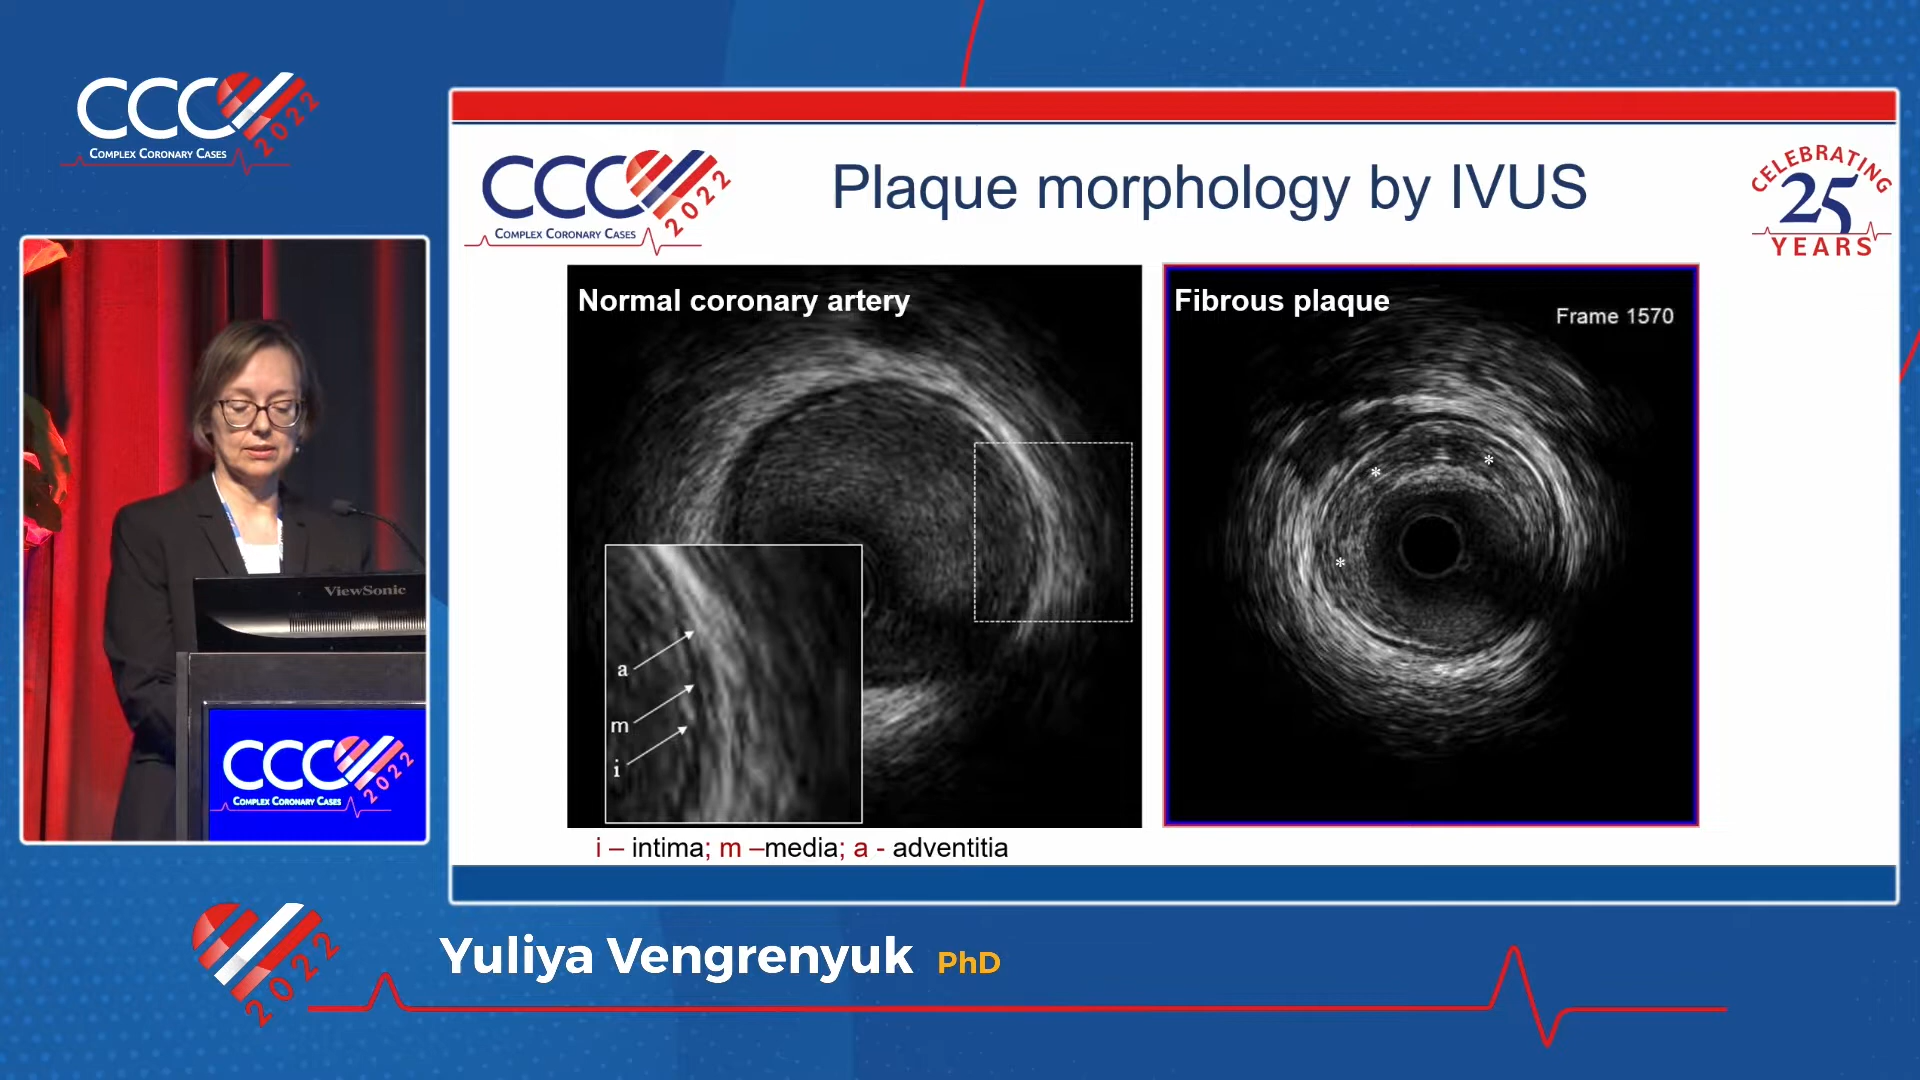 CCC
2022
COMPLEX CORONARY CASES
CCC
2022
COMPLEX CORONARY CASES
Plaque morphology by IVUS
CELEBRATING
25
YEARS
Normal coronary artery
a
m
i
Fibrous plaque
Frame 1570
*
*
*
i – intima; m –media; a - adventitia
ViewSonic
CCC
2022
COMPLEX CORONARY CASES
2022
Yuliya Vengrenyuk PhD